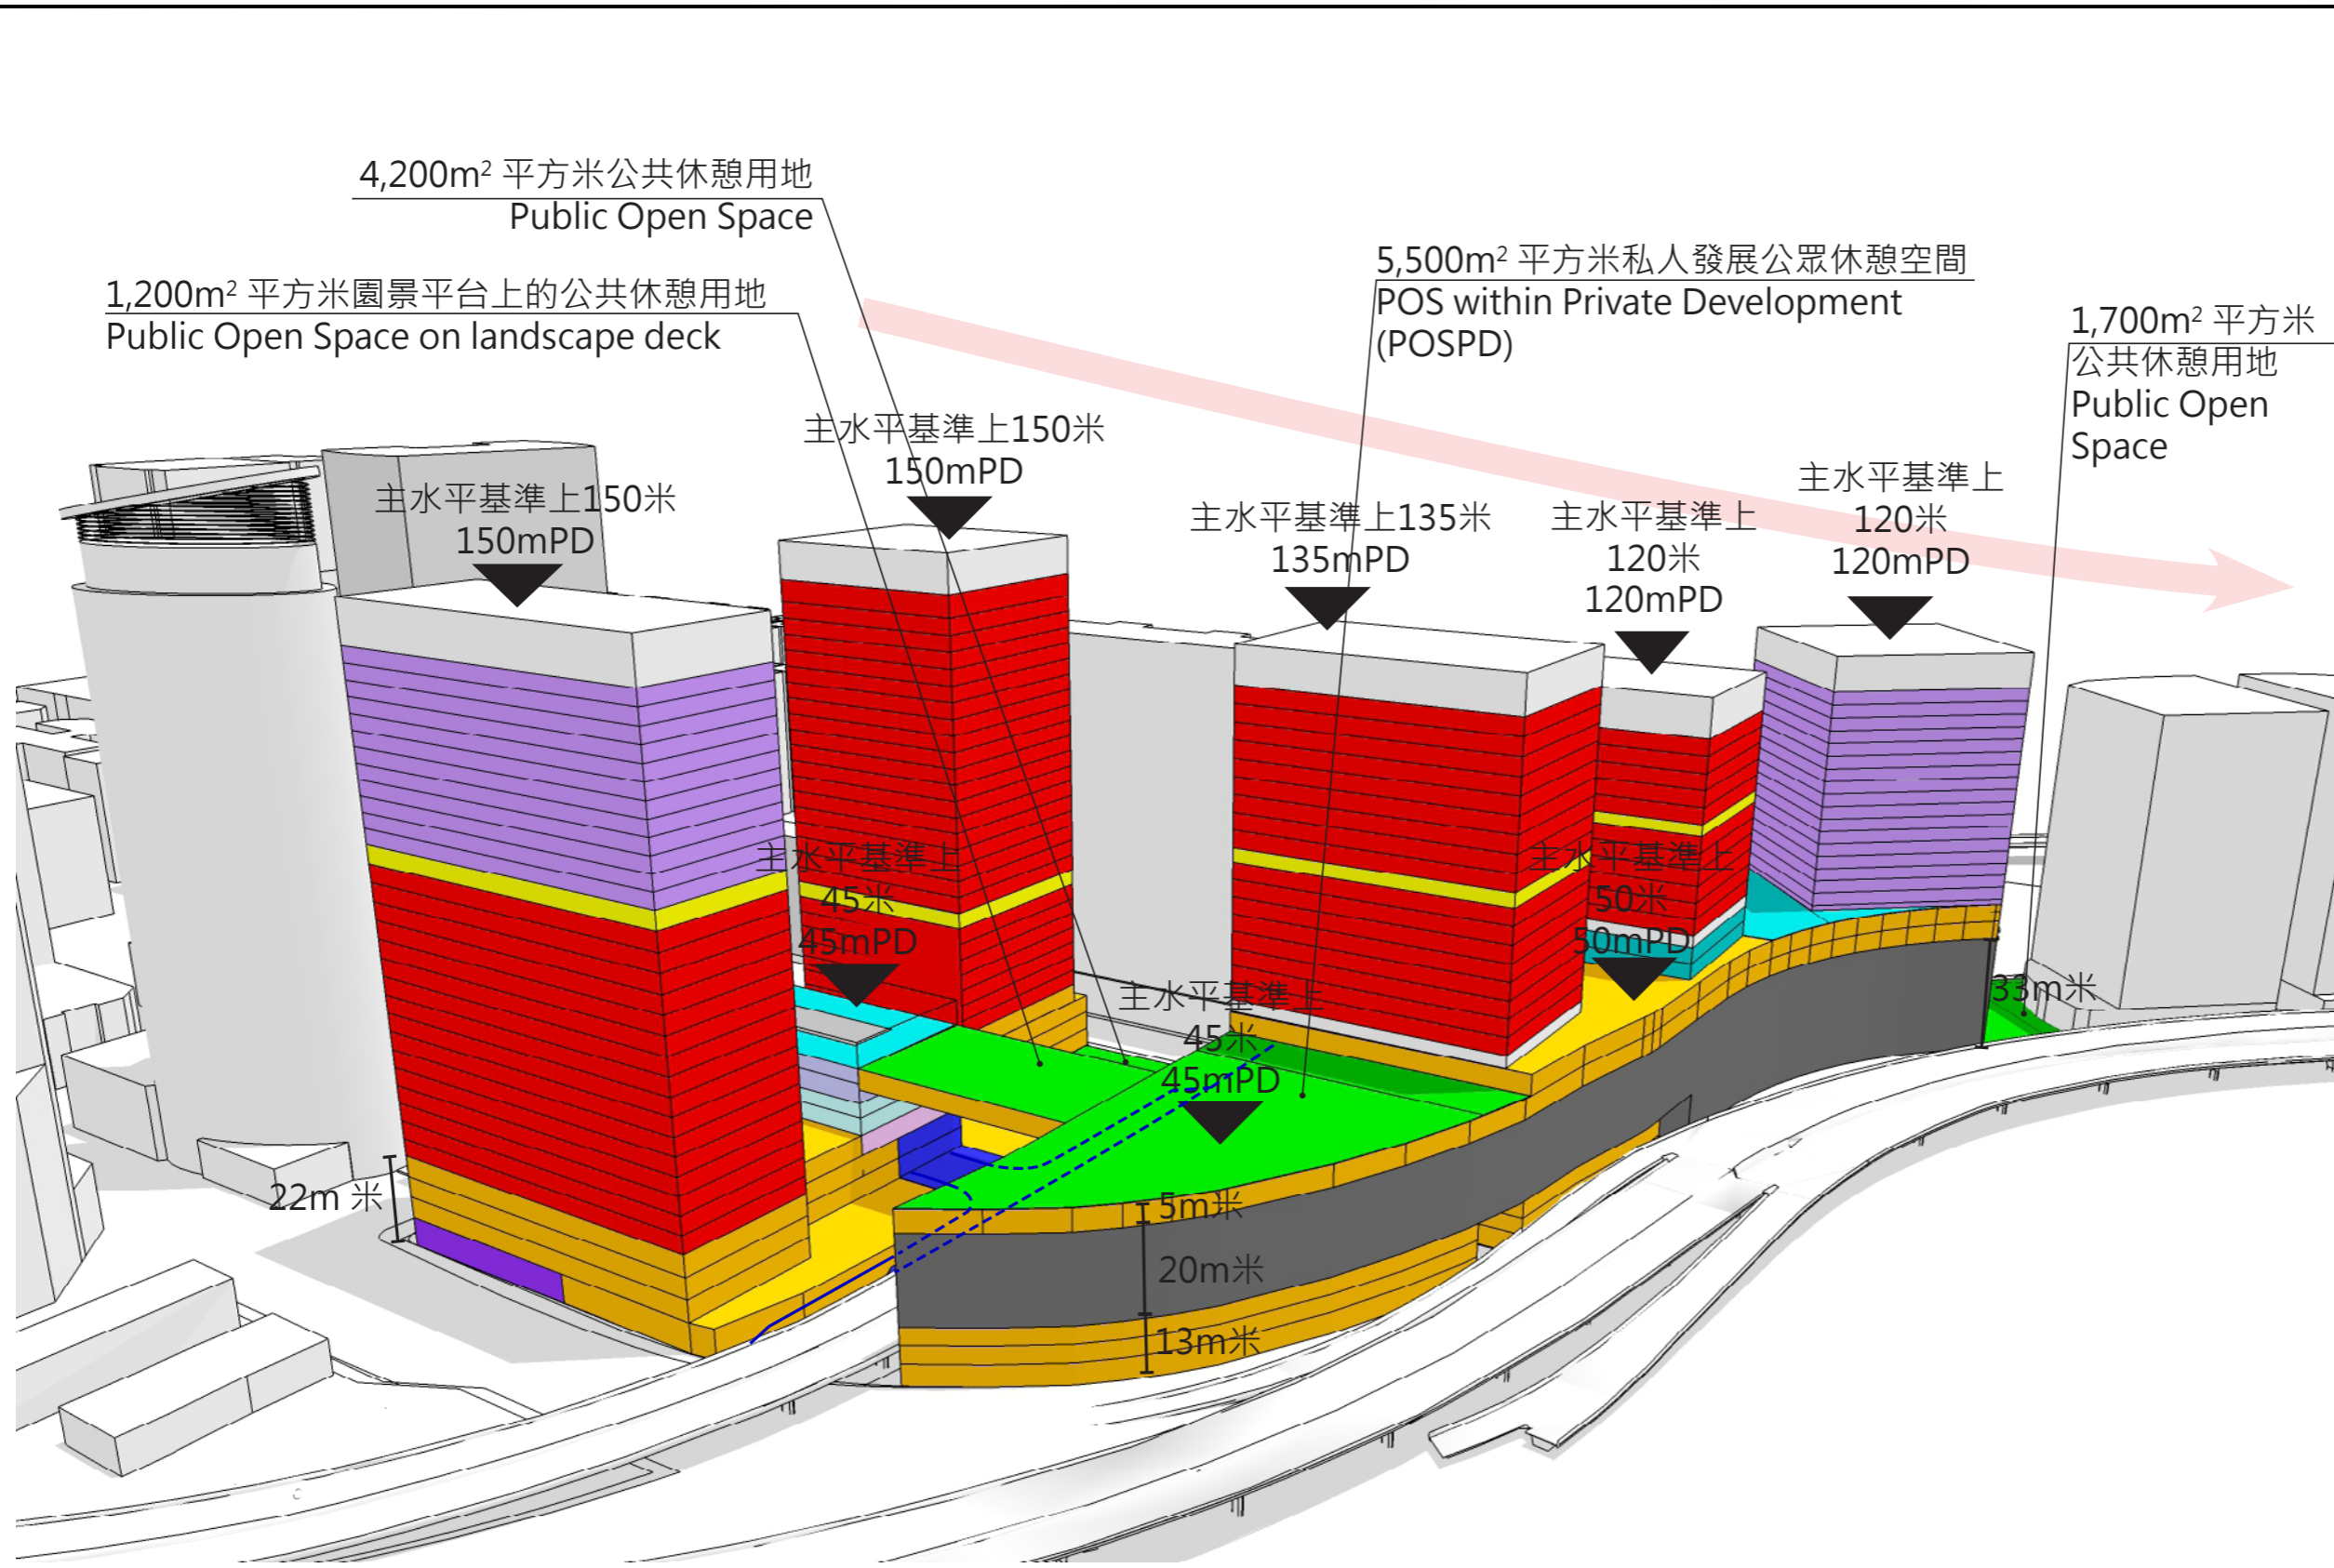 4,200m² 平方米公共休憩用地
Public Open Space
1,200m² 平方米園景平台上的公共休憩用地
Public Open Space on landscape deck
5,500m² 平方米私人發展公眾休憩空間
POS within Private Development
(POSPD)
1,700m² 平方米
公共休憩用地
Public Open
Space
主水平基準上150米
150mPD
主水平基準上150米
150mPD
主水平基準上135米
135mPD
主水平基準上
120米
120mPD
主水平基準上
120米
120mPD
主水平基準上
45米
45mPD
主水平基準上
50米
50mPD
主水平基準上
45米
45mPD
33m米
22m 米
5m米
20m米
13m米